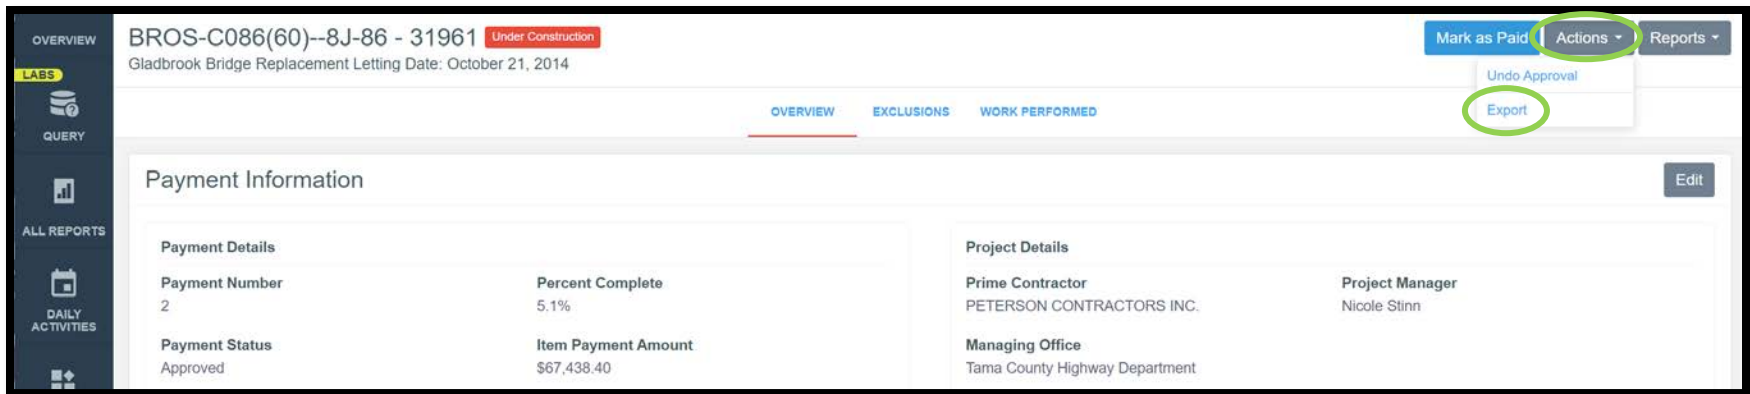 OVERVIEW
LABS
QUERY
ALL REPORTS
DAILY
ACTIVITIES
BROS-C086(60)--8J-86 - 31961 Under Construction
Gladbrook Bridge Replacement Letting Date: October 21, 2014
Mark as Paid Actions Reports
Undo Approval
Export
OVERVIEW EXCLUSIONS WORK PERFORMED
Payment Information Edit
Payment Details Project Details
Payment Number Percent Complete Prime Contractor Project Manager
2 5.1% PETERSON CONTRACTORS INC. Nicole Stinn
Payment Status Item Payment Amount Managing Office
Approved $67,438.40 Tama County Highway Department